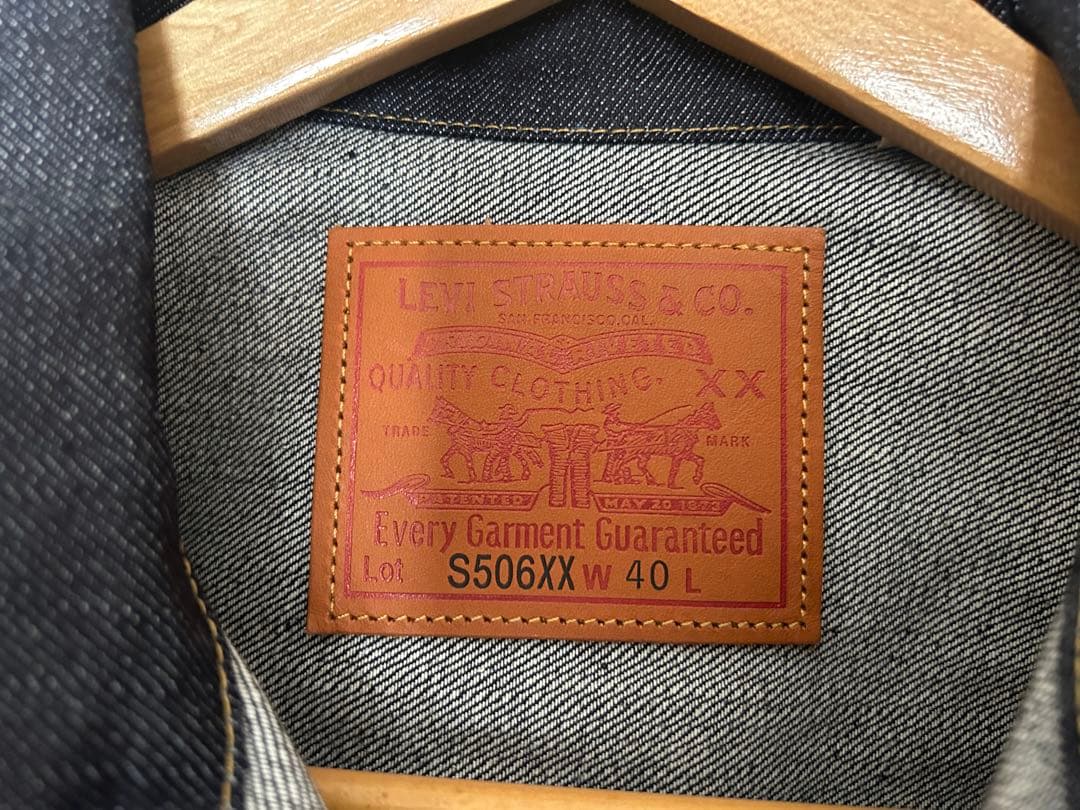 LEVI STRAUSS & CO.
SAN FRANCISCO, CAL.
QUALITY CLOTHING. XX
TRADE MARK
PATENTED MAY 20 1873
Every Garment Guaranteed
Lot S506XX W 40 L